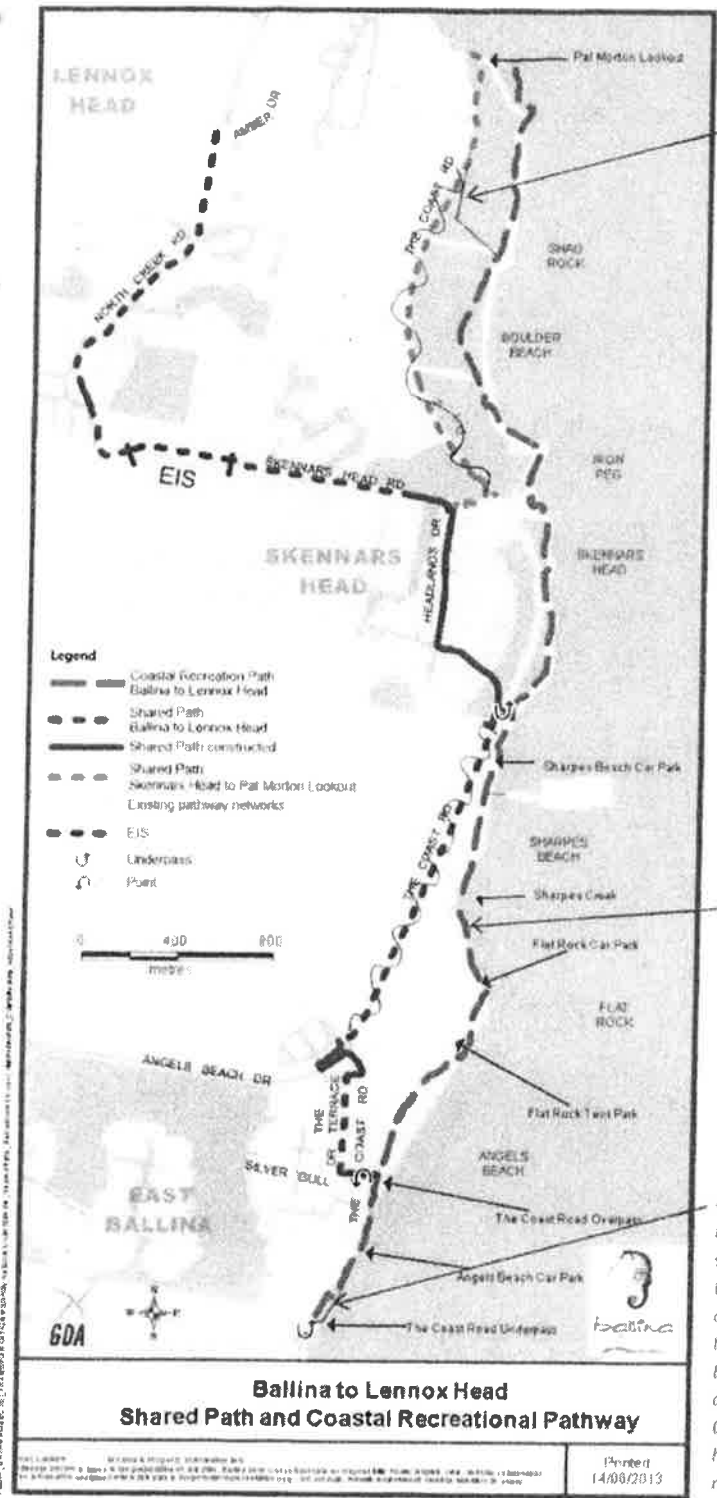 Pat Morton Lookout
LENNOX
HEAD
AMBER DR
THE COAST RD
NORTH CREEK RD
SHAG
ROCK
BOULDER
BEACH
IRON
PEG
EIS
SKENNARS HEAD RD
SKENNARS
HEAD
SKENNARS
HEAD
HEADLANDS DR
Legend
Coastal Recreation Path
Ballina to Lennox Head
Shared Path
Ballina to Lennox Head
Shared Path constructed
Shared Path
Skennars Head to Pat Morton Lookout
Existing pathway networks
EIS
Underpass
Point
Sharpes Beach Car Park
THE COAST RD
SHARPES
BEACH
Sharpes Creek
0 400 800
metres
Flat Rock Car Park
FLAT
ROCK
ANGELS BEACH DR
THE
TERNAGE
DR
COAST RD
Flat Rock Tent Park
SILVER GULL
THE
ANGELS
BEACH
EAST
BALLINA
The Coast Road Overpass
Angels Beach Car Park
W E
GDA
The Coast Road Underpass
ballina
Ballina to Lennox Head
Shared Path and Coastal Recreational Pathway
Printed
14/08/2013